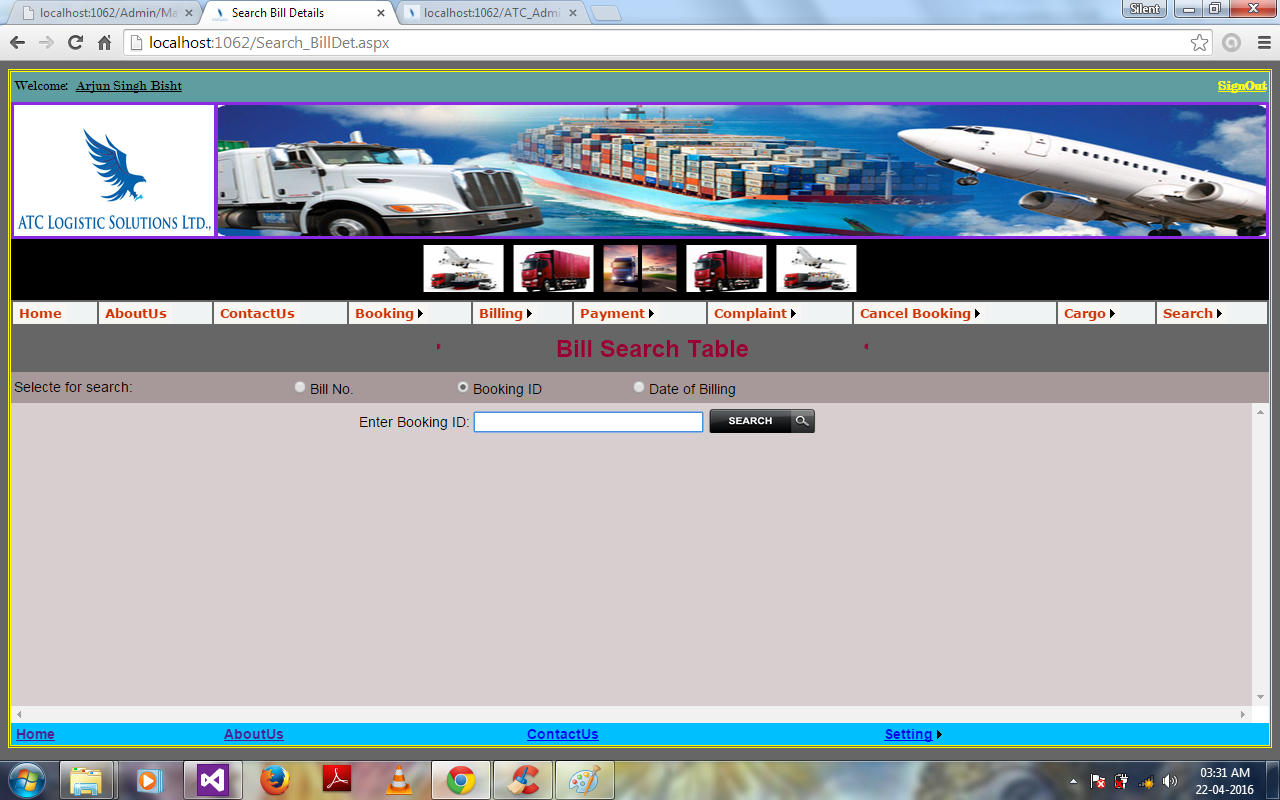 localhost:1062/Admin/Ma
Search Bill Details
localhost:1062/ATC_Admi
Silent
localhost:1062/Search_BillDet.aspx
Welcome: Arjun Singh Bisht
SignOut
ATC LOGISTIC SOLUTIONS LTD.,
Home AboutUs ContactUs Booking Billing Payment Complaint Cancel Booking Cargo Search
Bill Search Table
Selecte for search: Bill No. Booking ID Date of Billing
Enter Booking ID: SEARCH
Home AboutUs ContactUs Setting
03:31 AM
22-04-2016